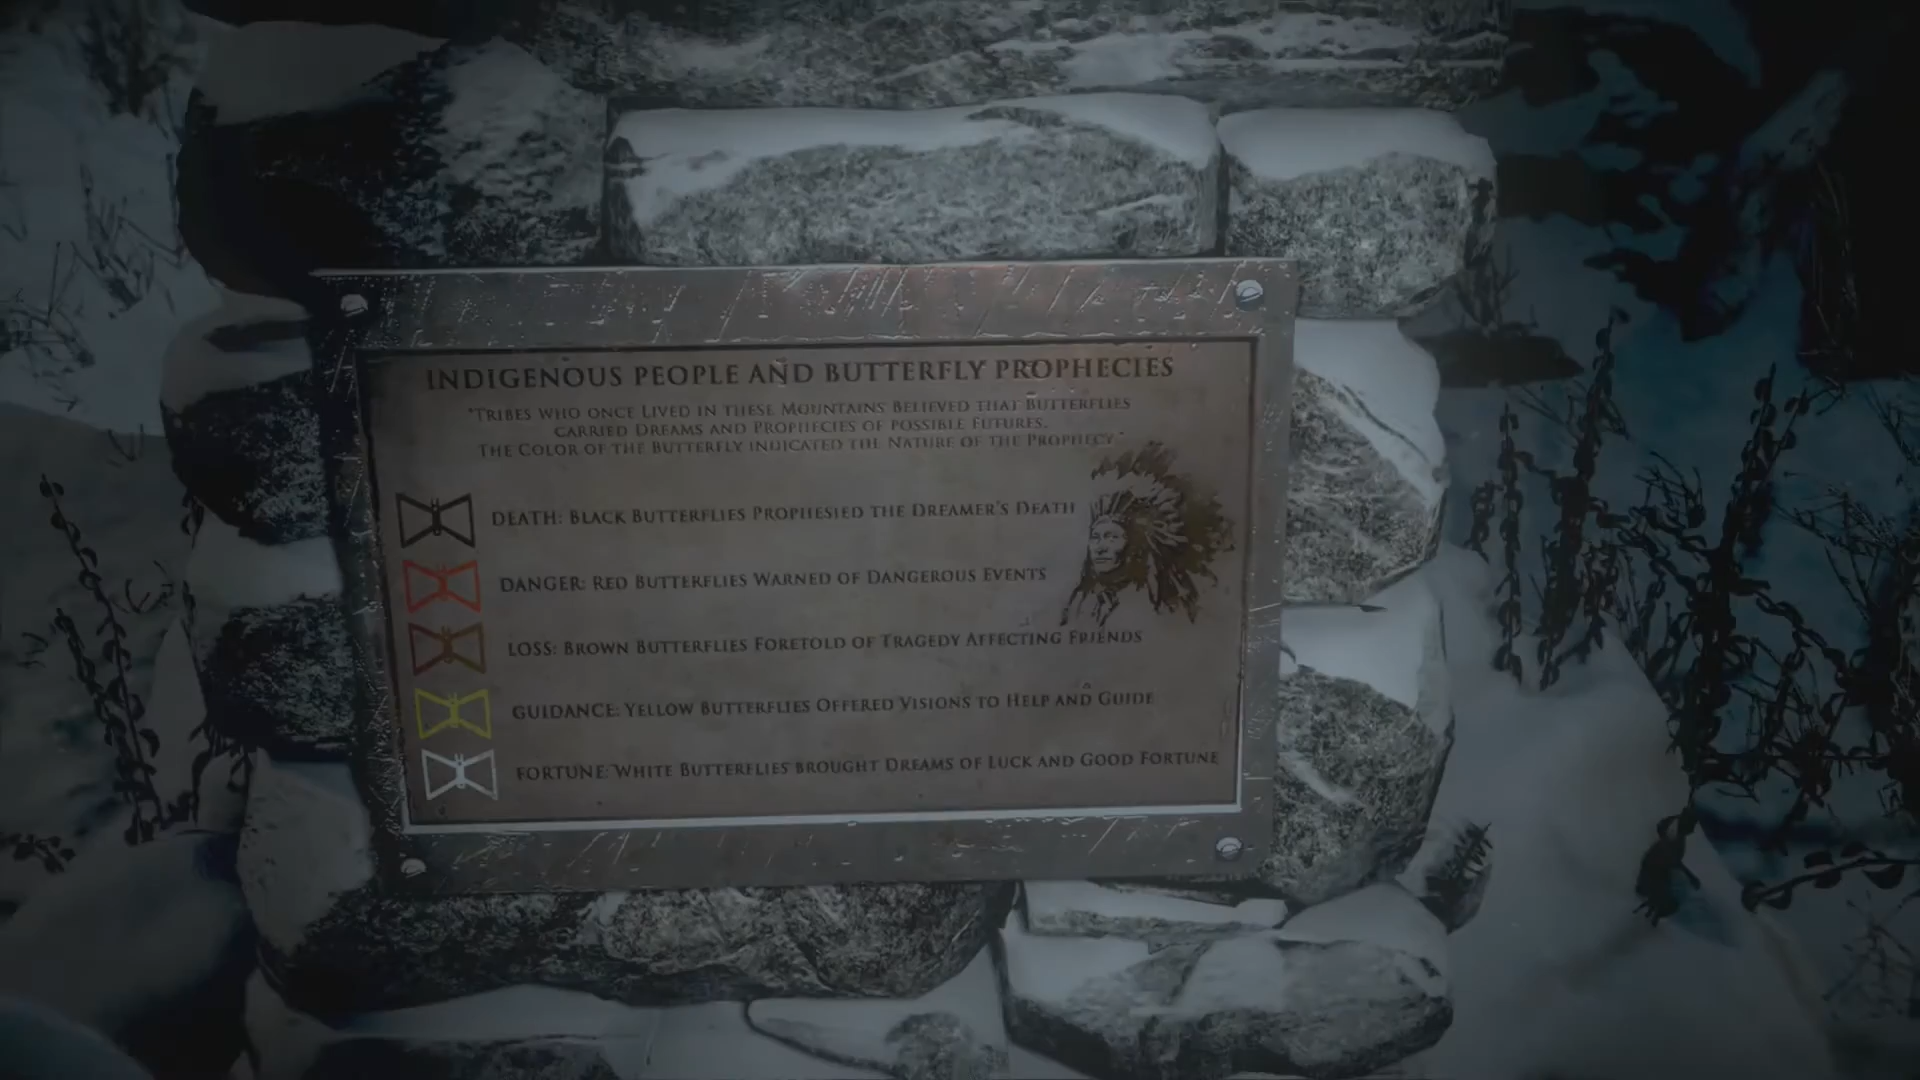 INDIGENOUS PEOPLE AND BUTTERFLY PROPHECIES
"TRIBES WHO ONCE LIVED IN THESE MOUNTAINS BELIEVED THAT BUTTERFLIES
CARRIED DREAMS AND PROPHECIES OF POSSIBLE FUTURES.
THE COLOR OF THE BUTTERFLY INDICATED THE NATURE OF THE PROPHECY"
DEATH: BLACK BUTTERFLIES PROPHESIED THE DREAMER'S DEATH
DANGER: RED BUTTERFLIES WARNED OF DANGEROUS EVENTS
LOSS: BROWN BUTTERFLIES FORETOLD OF TRAGEDY AFFECTING FRIENDS
GUIDANCE: YELLOW BUTTERFLIES OFFERED VISIONS TO HELP AND GUIDE
FORTUNE: WHITE BUTTERFLIES BROUGHT DREAMS OF LUCK AND GOOD FORTUNE